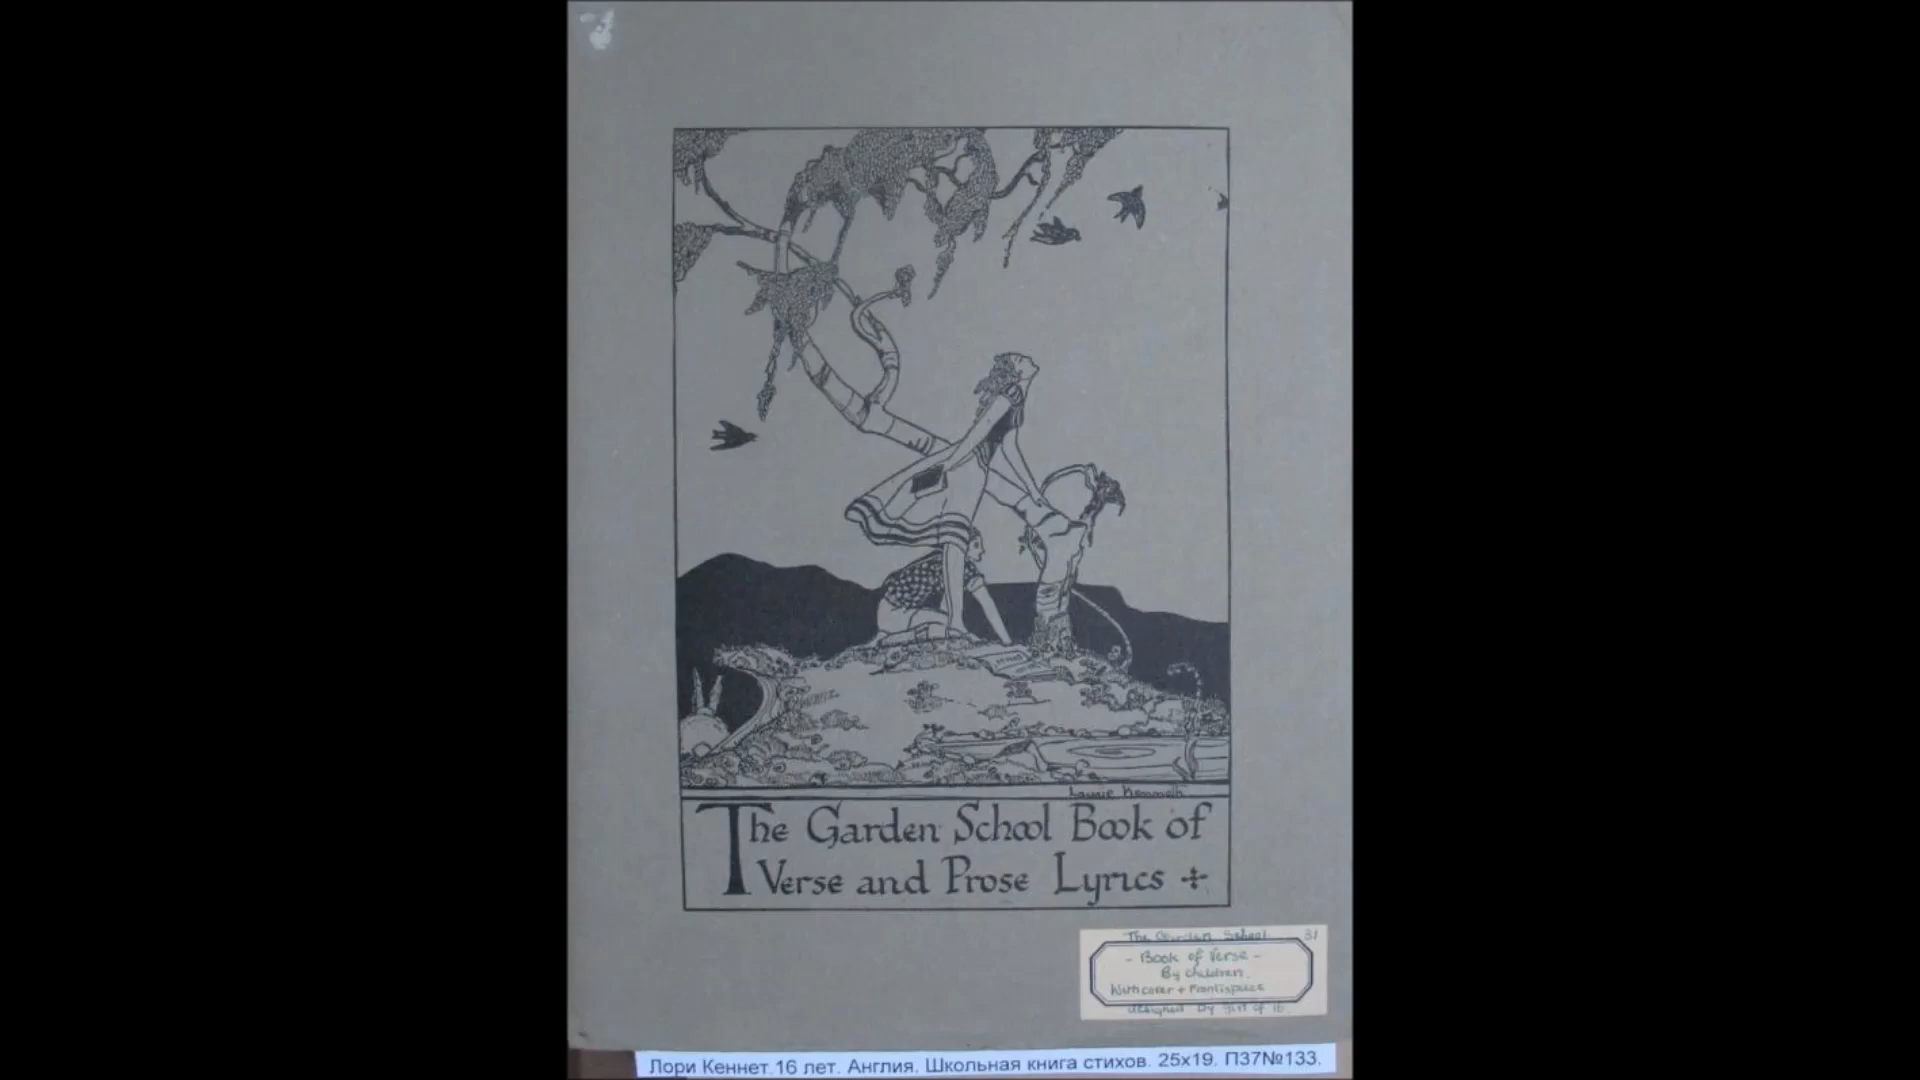 Laurie Kenneth
The Garden School Book of
Verse and Prose Lyrics
The Garden School 31
- Book of Verse -
By Children.
With cover + Frontispiece
designed by girl of 16.
Лори Кеннет.16 лет. Англия. Школьная книга стихов. 25х19. П37№133.